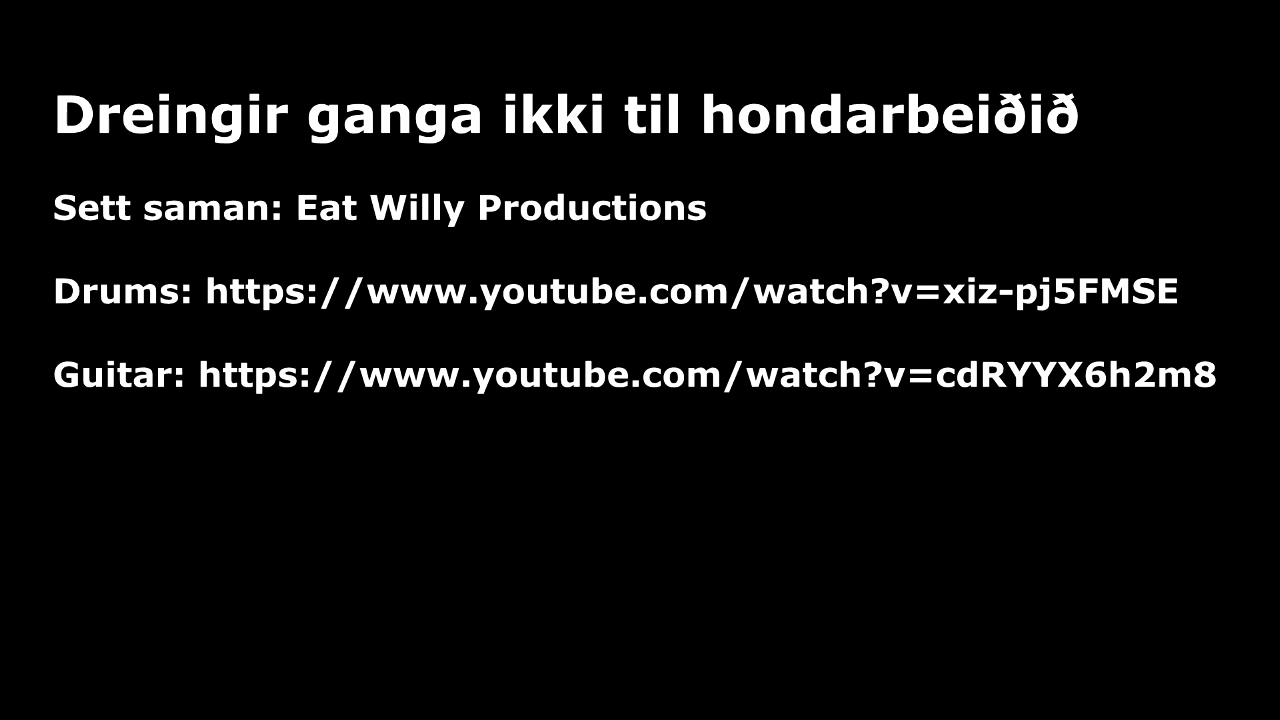 Dreingir ganga ikki til hondarbeiðið
Sett saman: Eat Willy Productions
Drums: https://www.youtube.com/watch?v=xiz-pj5FMSE
Guitar: https://www.youtube.com/watch?v=cdRYYX6h2m8